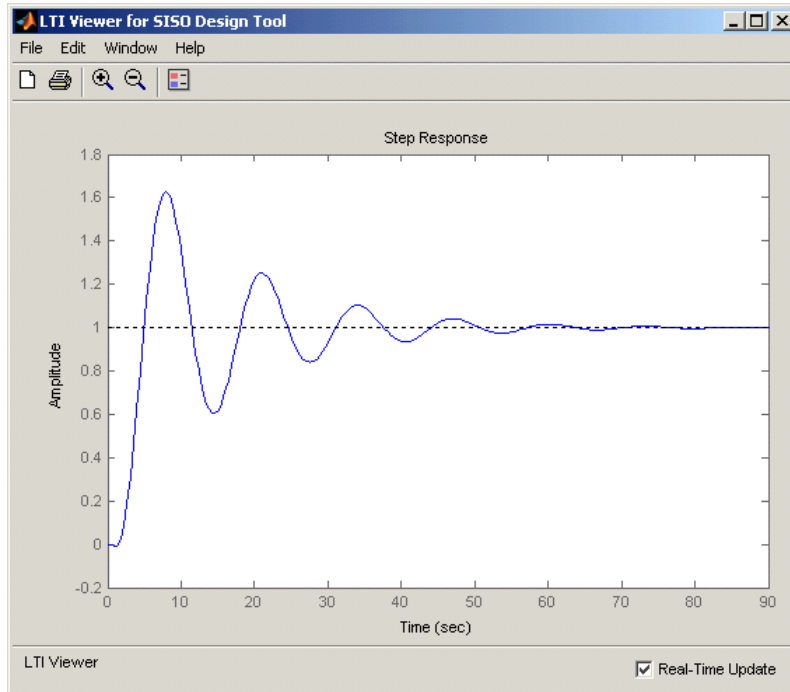 LTI Viewer for SISO Design Tool
File Edit Window Help
Step Response
1.8
1.6
1.4
1.2
1
0.8
0.6
0.4
0.2
0
-0.2
Amplitude
0 10 20 30 40 50 60 70 80 90
Time (sec)
LTI Viewer
Real-Time Update